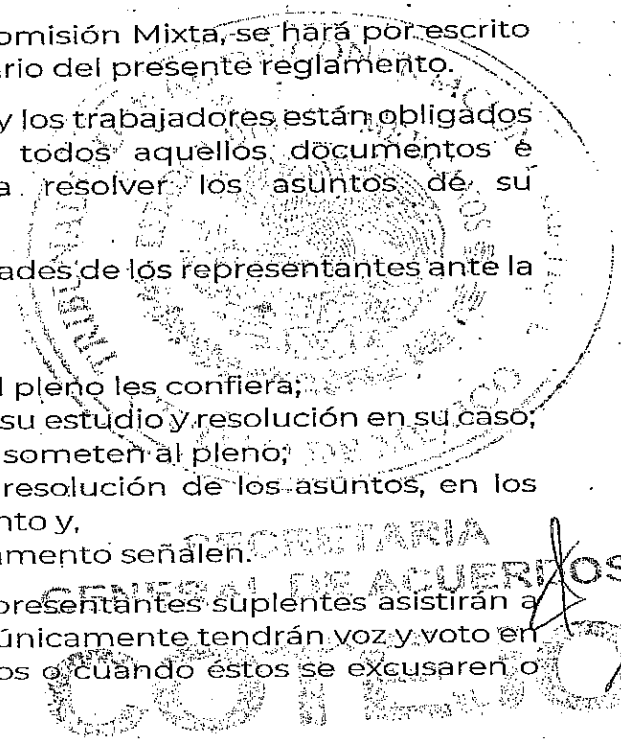 omisión Mixta, se hará por escrito
rio del presente reglamento.
y los trabajadores están obligados
todos aquellos documentos e
a resolver los asuntos de su
ades de los representantes ante la
l pleno les confiera;
su estudio y resolución en su caso;
someten al pleno;
resolución de los asuntos, en los
nto y,
amento señalen.
SECRETARIA
GENERAL DE ACUERDOS
presentantes suplentes asistirán a
únicamente tendrán voz y voto en
os o cuando éstos se excusaren o
COTEJO